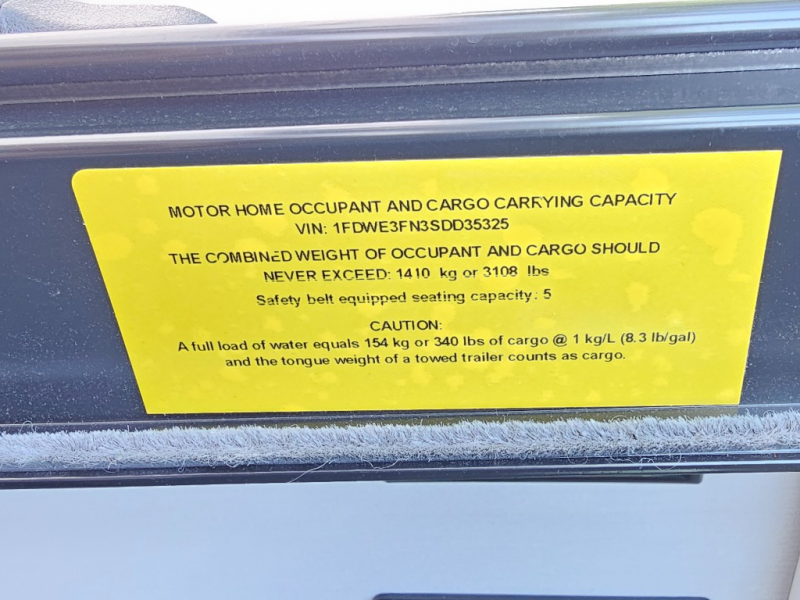 MOTOR HOME OCCUPANT AND CARGO CARRYING CAPACITY
VIN: 1FDWE3FN3SDD35325
THE COMBINED WEIGHT OF OCCUPANT AND CARGO SHOULD
NEVER EXCEED: 1410 kg or 3108 lbs
Safety belt equipped seating capacity: 5
CAUTION:
A full load of water equals 154 kg or 340 lbs of cargo @ 1 kg/L (8.3 lb/gal)
and the tongue weight of a towed trailer counts as cargo.